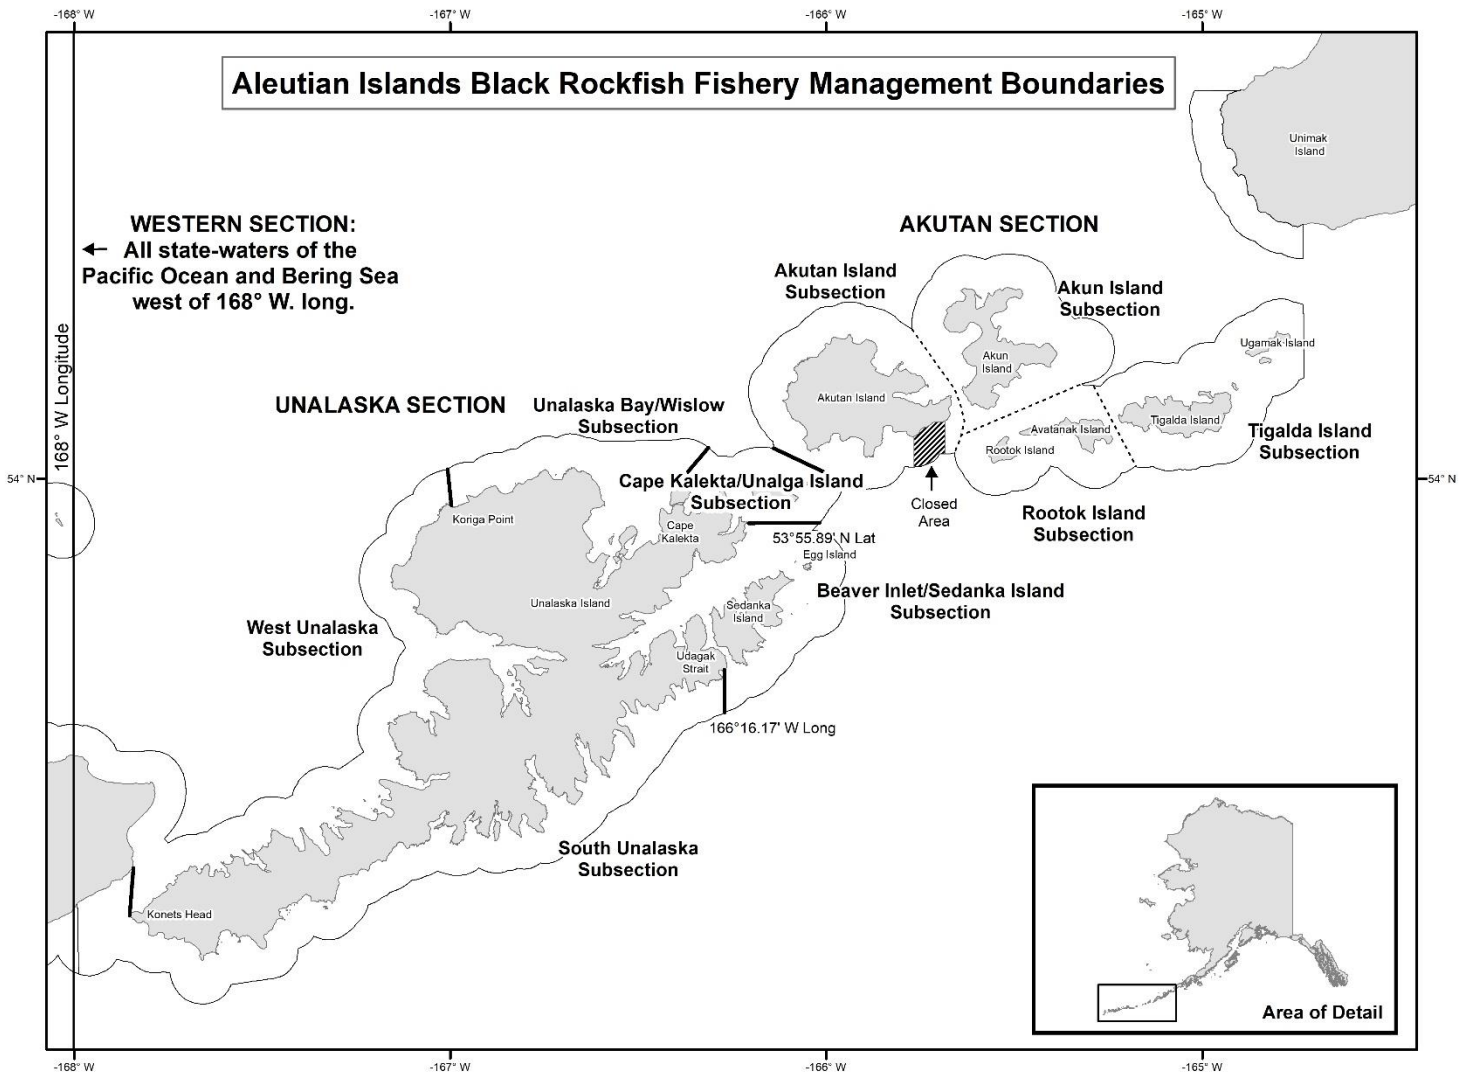 -168° W
-167° W
-166° W
-165° W
Aleutian Islands Black Rockfish Fishery Management Boundaries
Unimak
Island
WESTERN SECTION:
All state-waters of the
Pacific Ocean and Bering Sea
west of 168° W. long.
AKUTAN SECTION
Akutan Island
Subsection
Akun Island
Subsection
Ugamak Island
Akun
Island
Akutan Island
168° W Longitude
UNALASKA SECTION
Unalaska Bay/Wislow
Subsection
Tigalda Island
Avatanak Island
Rootok Island
Tigalda Island
Subsection
54° N
54° N
Cape Kalekta/Unalga Island
Subsection
Closed
Area
Rootok Island
Subsection
Koriga Point
Cape
Kalekta
53°55.89' N Lat
Egg Island
Beaver Inlet/Sedanka Island
Subsection
Unalaska Island
Sedanka
Island
West Unalaska
Subsection
Udagak
Strait
166°16.17' W Long
South Unalaska
Subsection
Konets Head
Area of Detail
-168° W
-167° W
-166° W
-165° W